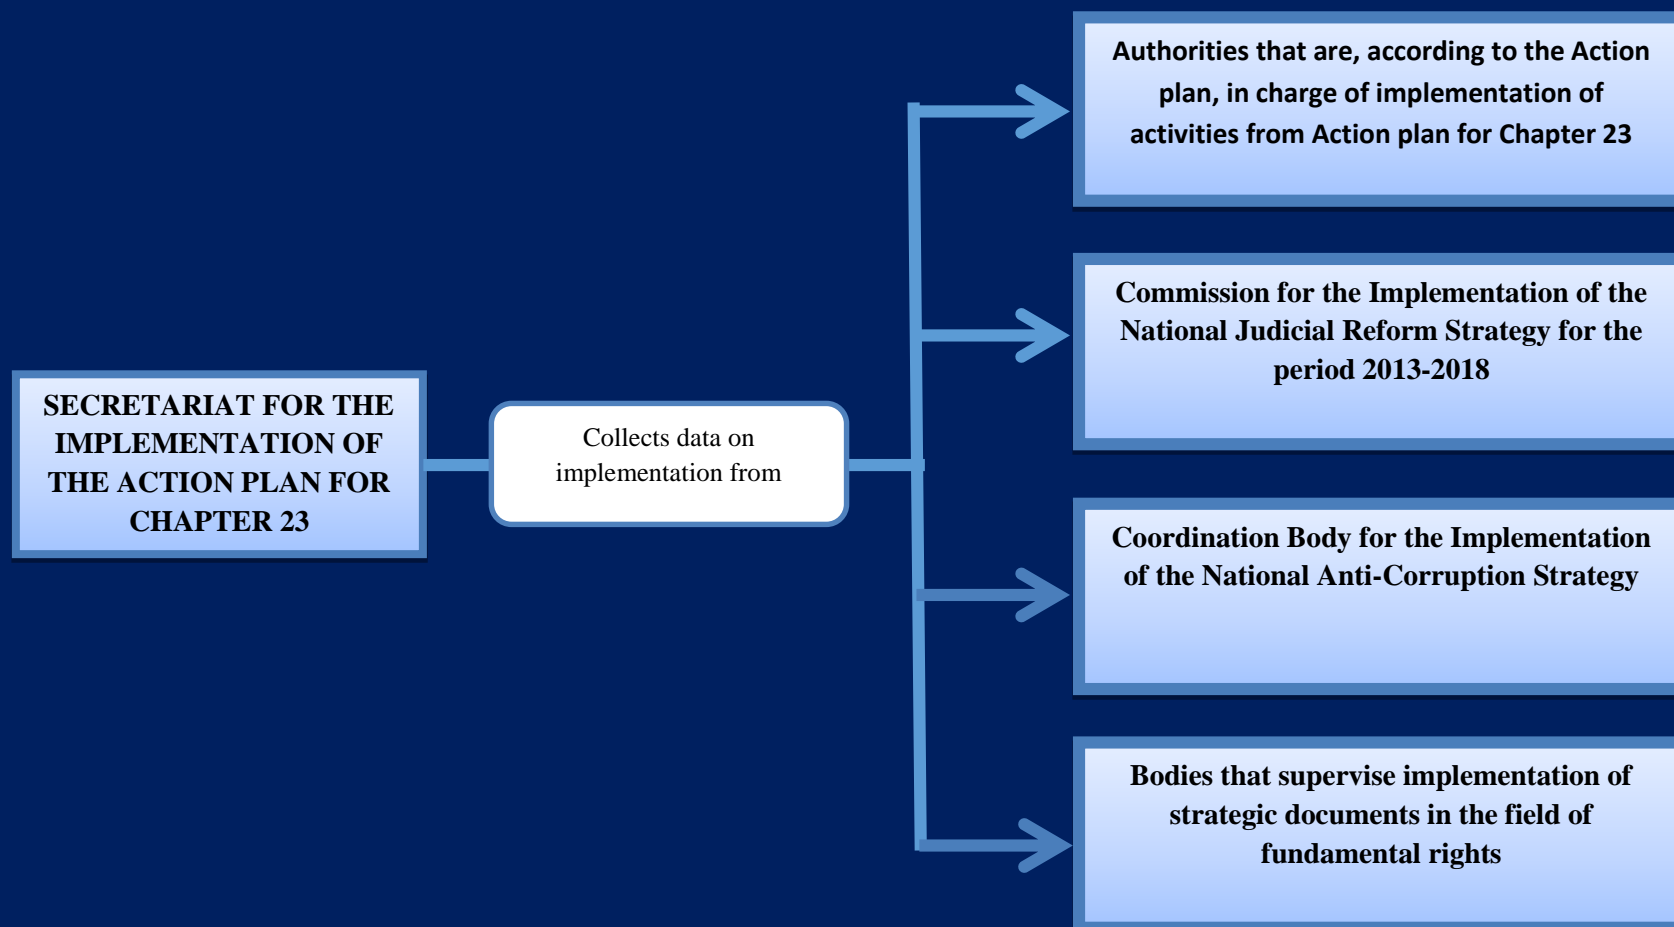 SECRETARIAT FOR THE
IMPLEMENTATION OF
THE ACTION PLAN FOR
CHAPTER 23
Collects data on
implementation from
Authorities that are, according to the Action
plan, in charge of implementation of
activities from Action plan for Chapter 23
Commission for the Implementation of the
National Judicial Reform Strategy for the
period 2013-2018
Coordination Body for the Implementation
of the National Anti-Corruption Strategy
Bodies that supervise implementation of
strategic documents in the field of
fundamental rights